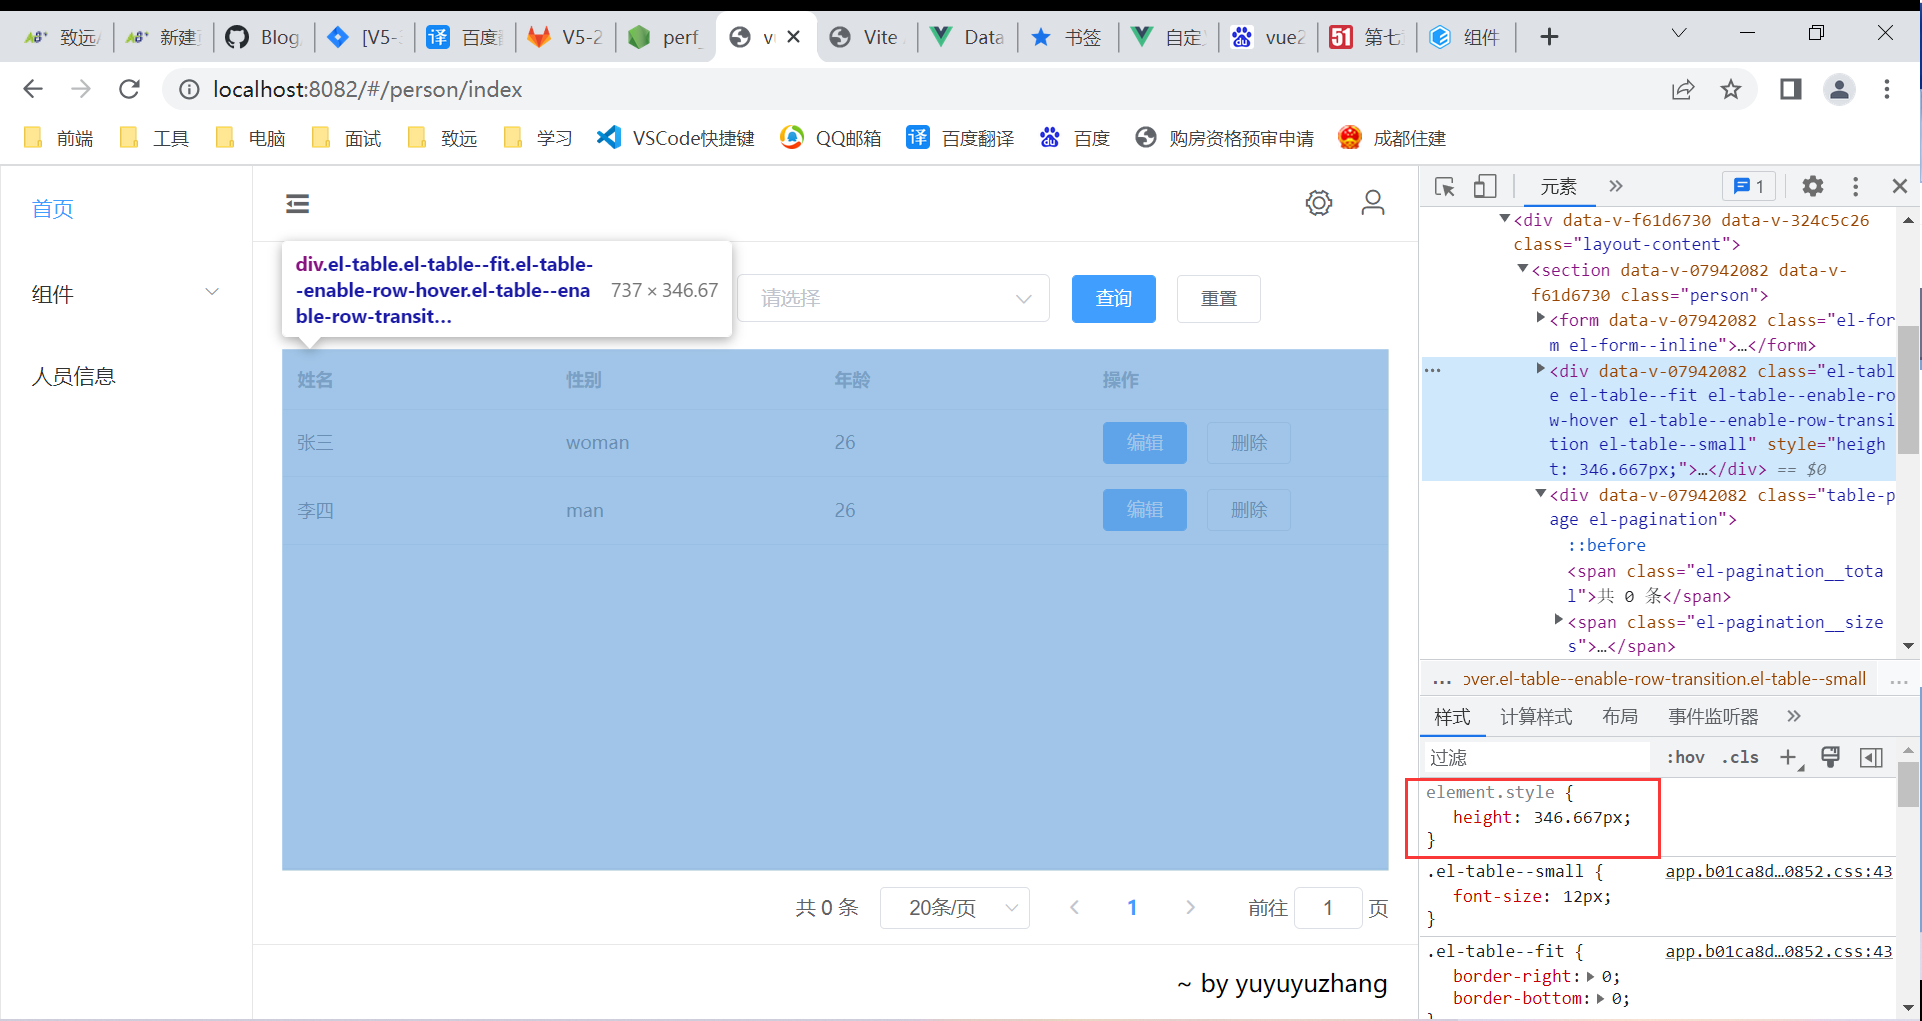 致远 新建 Blog [V5- 百度 V5-2 perf_ Vite Data 书签 自定 vue2 第七 组件
localhost:8082/#/person/index
前端 工具 电脑 面试 致远 学习 VSCode快捷键 QQ邮箱 译 百度翻译 百度 购房资格预审申请 成都住建
首页
组件
人员信息
div.el-table.el-table--fit.el-table-
-enable-row-hover.el-table--ena
ble-row-transit…
737 × 346.67
请选择 查询 重置
姓名 性别 年龄 操作
张三 woman 26 编辑 删除
李四 man 26 编辑 删除
共 0 条 20条/页 1 前往 1 页
~ by yuyuyuzhang
元素 1
<div data-v-f61d6730 data-v-324c5c26
class="layout-content">
<section data-v-07942082 data-v-
f61d6730 class="person">
<form data-v-07942082 class="el-for
m el-form--inline">…</form>
<div data-v-07942082 class="el-tabl
e el-table--fit el-table--enable-ro
w-hover el-table--enable-row-transi
tion el-table--small" style="heigh
t: 346.667px;">…</div> == $0
<div data-v-07942082 class="table-p
age el-pagination">
::before
<span class="el-pagination__tota
l">共 0 条</span>
<span class="el-pagination__size
s">…</span>
… over.el-table--enable-row-transition.el-table--small …
样式 计算样式 布局 事件监听器
过滤 :hov .cls
element.style {
height: 346.667px;
}
.el-table--small { app.b01ca8d…0852.css:43
font-size: 12px;
}
.el-table--fit { app.b01ca8d…0852.css:43
border-right: 0;
border-bottom: 0;